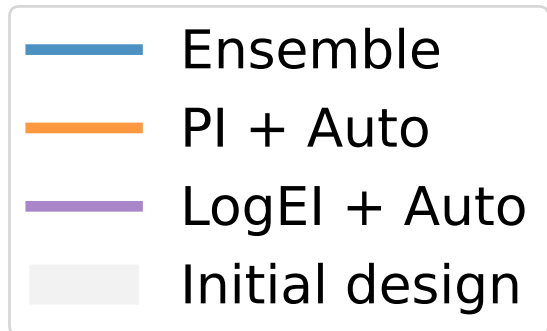 Ensemble
PI + Auto
LogEI + Auto
Initial design